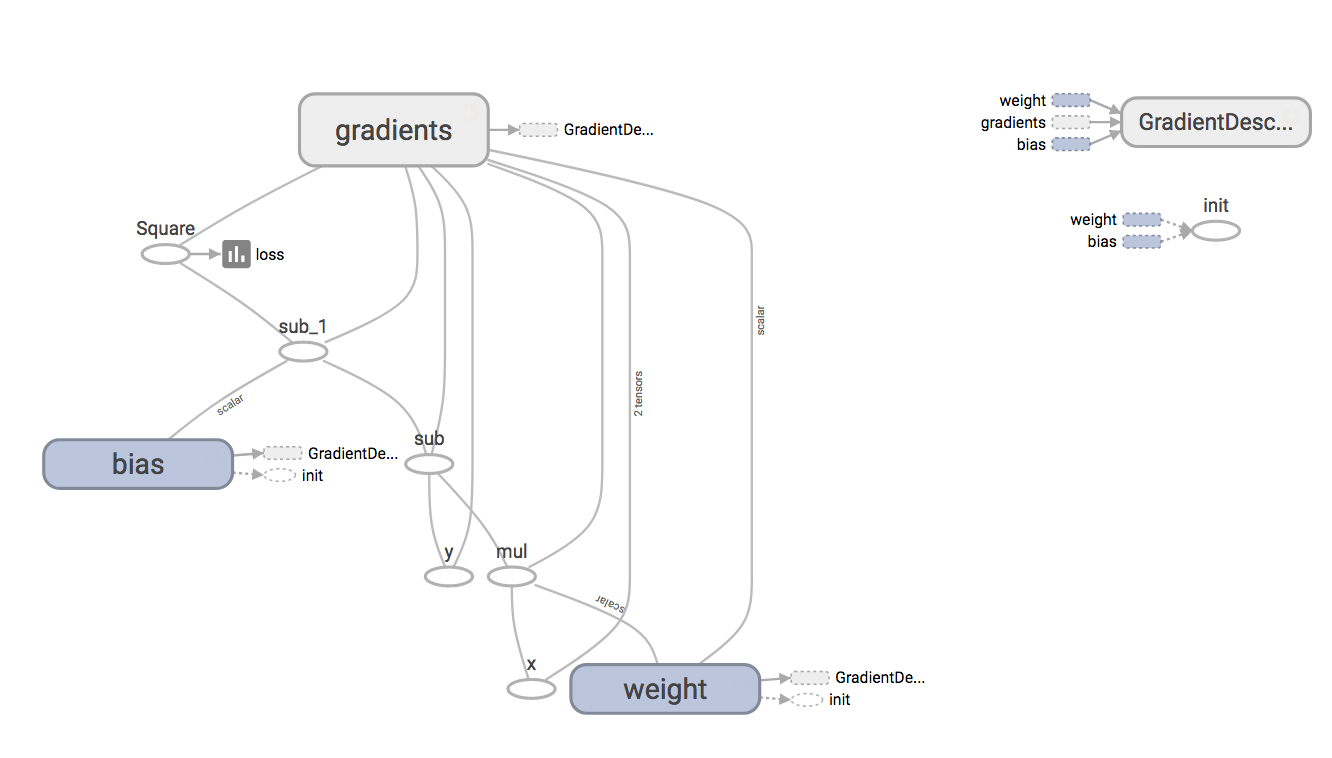 weight
gradients
bias
GradientDesc...
gradients
GradientDe...
weight
bias
init
Square
loss
sub_1
scalar
scalar
2 tensors
bias
GradientDe...
init
sub
y
mul
scalar
x
weight
GradientDe...
init